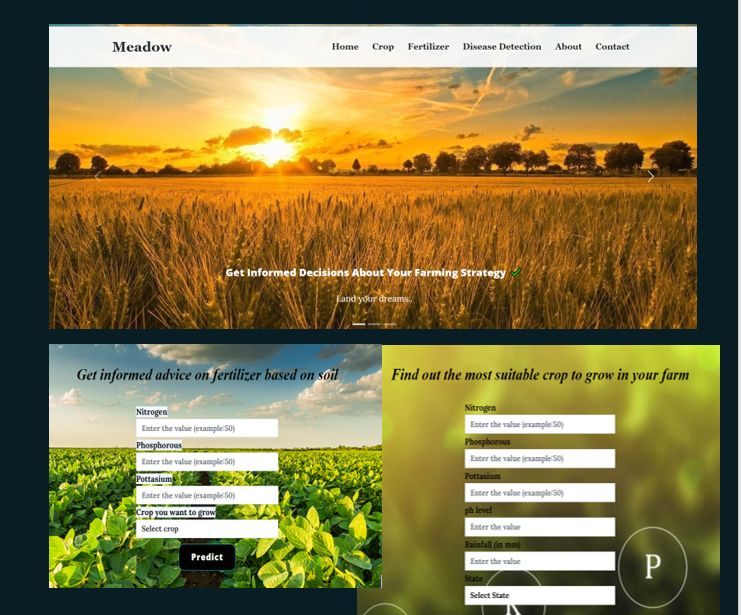 Meadow
Home Crop Fertilizer Disease Detection About Contact
Get Informed Decisions About Your Farming Strategy ✔
Land your dreams..
Get informed advice on fertilizer based on soil
Nitrogen
Enter the value (example:50)
Phosphorous
Enter the value (example:50)
Pottasium
Enter the value (example:50)
Crop you want to grow
Select crop
Predict
Find out the most suitable crop to grow in your farm
Nitrogen
Enter the value (example:50)
Phosphorous
Enter the value (example:50)
Pottasium
Enter the value (example:50)
ph level
Enter the value
Rainfall (in mm)
Enter the value
State
Select State
P
K